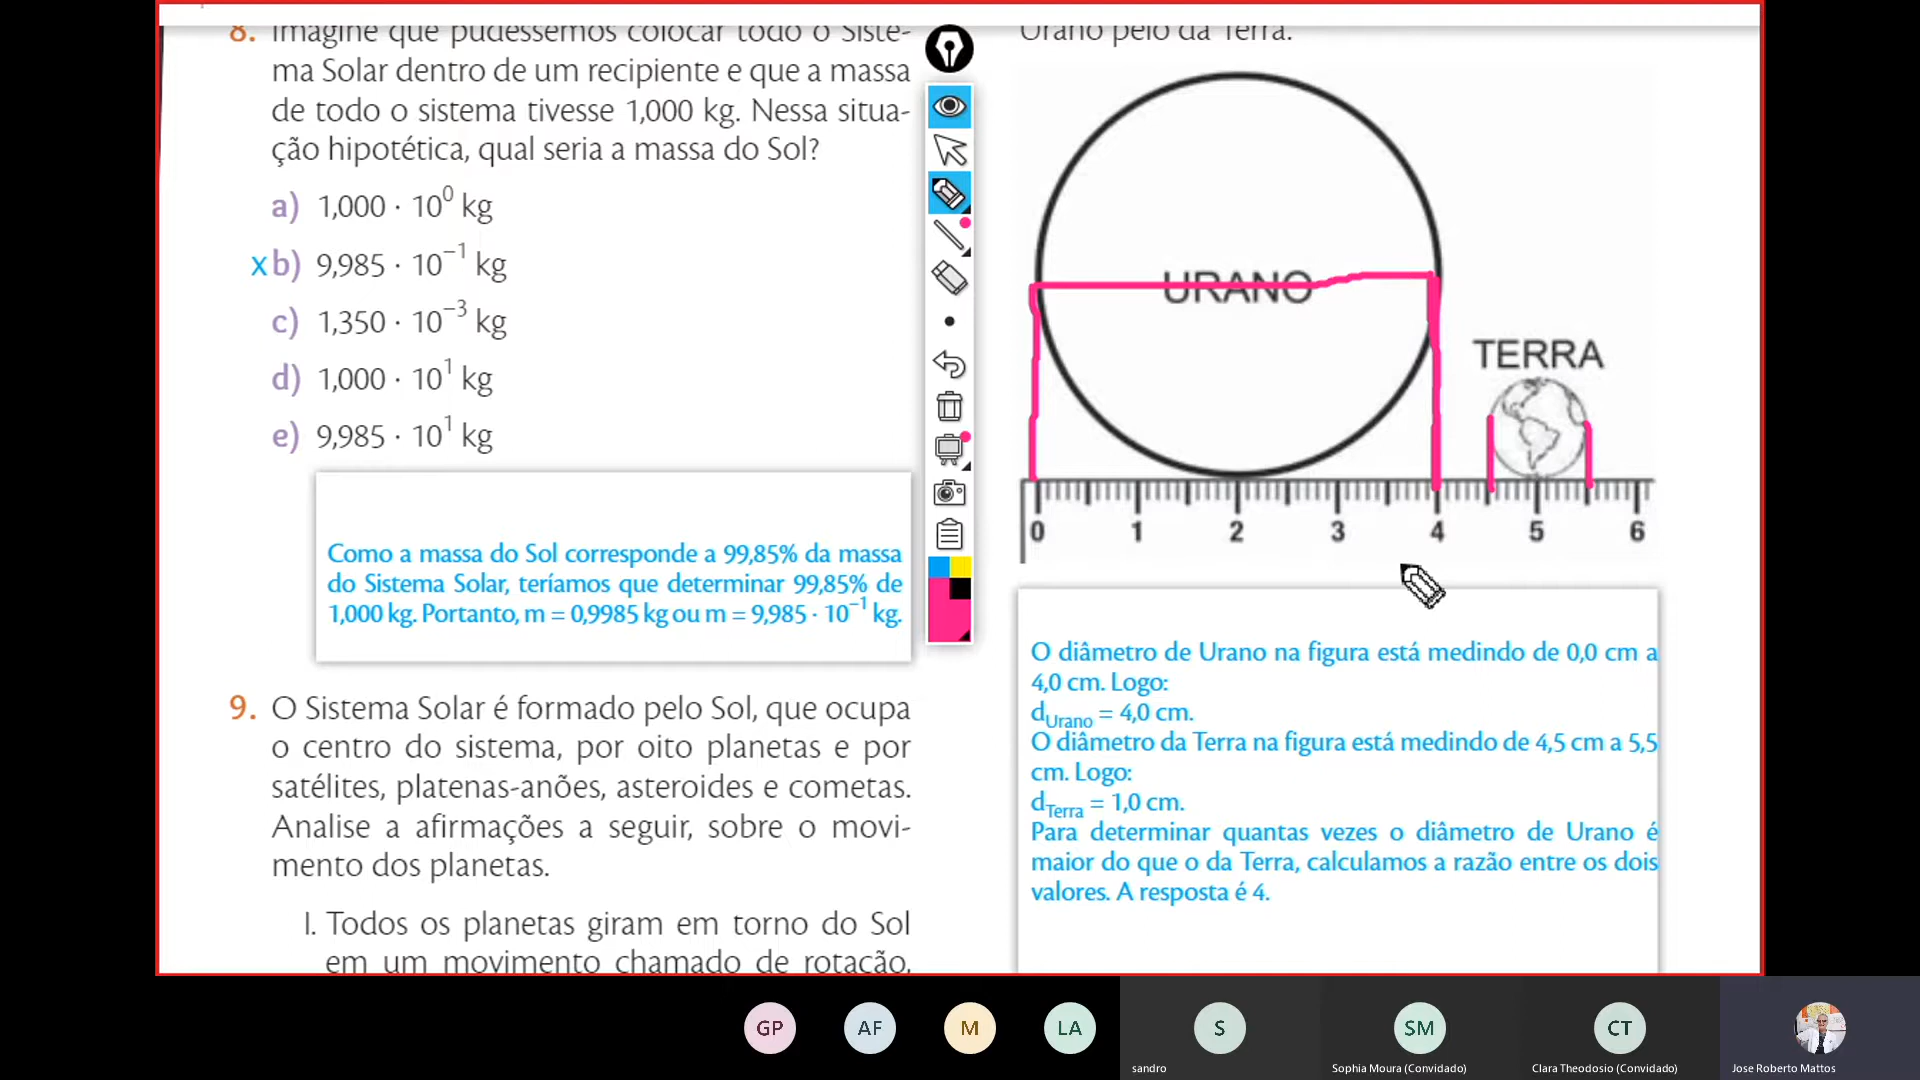 8. Imagine que pudéssemos colocar todo o Siste-
ma Solar dentro de um recipiente e que a massa
de todo o sistema tivesse 1,000 kg. Nessa situa-
ção hipotética, qual seria a massa do Sol?
a) 1,000 · 10⁰ kg
x b) 9,985 · 10⁻¹ kg
c) 1,350 · 10⁻³ kg
d) 1,000 · 10¹ kg
e) 9,985 · 10¹ kg
Como a massa do Sol corresponde a 99,85% da massa
do Sistema Solar, teríamos que determinar 99,85% de
1,000 kg. Portanto, m = 0,9985 kg ou m = 9,985 · 10⁻¹ kg.
9. O Sistema Solar é formado pelo Sol, que ocupa
o centro do sistema, por oito planetas e por
satélites, platenas-anões, asteroides e cometas.
Analise a afirmações a seguir, sobre o movi-
mento dos planetas.
I. Todos os planetas giram em torno do Sol
em um movimento chamado de rotação.
Urano pelo da Terra.
URANO
TERRA
0 1 2 3 4 5 6
O diâmetro de Urano na figura está medindo de 0,0 cm a
4,0 cm. Logo:
dUrano = 4,0 cm.
O diâmetro da Terra na figura está medindo de 4,5 cm a 5,5
cm. Logo:
dTerra = 1,0 cm.
Para determinar quantas vezes o diâmetro de Urano é
maior do que o da Terra, calculamos a razão entre os dois
valores. A resposta é 4.
GP AF M LA S SM CT
sandro Sophia Moura (Convidado) Clara Theodosio (Convidado) Jose Roberto Mattos